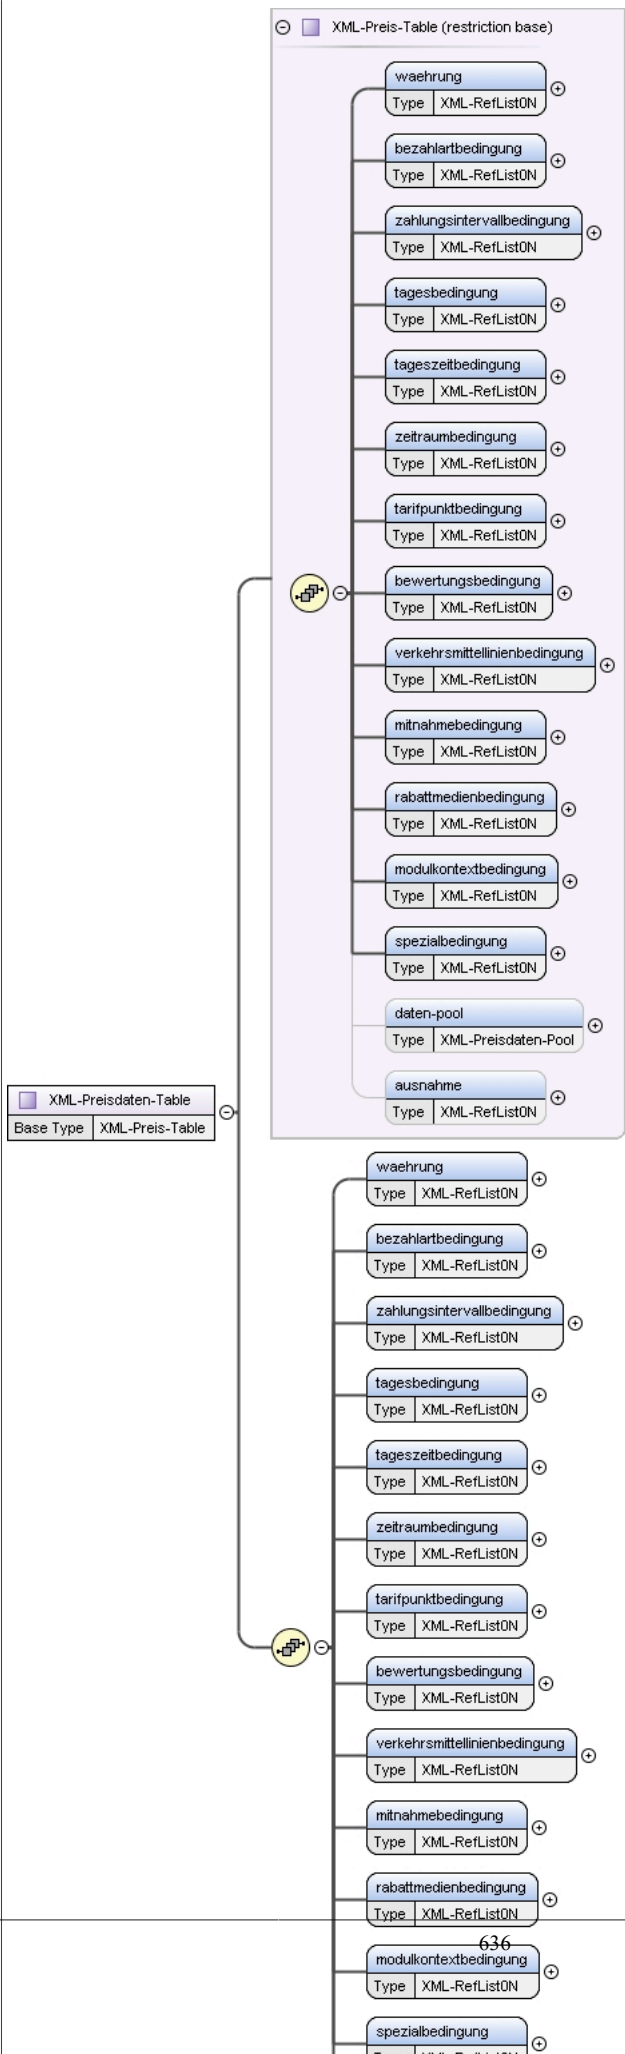 XML-Preis-Table (restriction base)
waehrung
Type XML-RefList0N
bezahlartbedingung
Type XML-RefList0N
zahlungsintervallbedingung
Type XML-RefList0N
tagesbedingung
Type XML-RefList0N
tageszeitbedingung
Type XML-RefList0N
zeitraumbedingung
Type XML-RefList0N
tarifpunktbedingung
Type XML-RefList0N
bewertungsbedingung
Type XML-RefList0N
verkehrsmittellinienbedingung
Type XML-RefList0N
mitnahmebedingung
Type XML-RefList0N
rabattmedienbedingung
Type XML-RefList0N
modulkontextbedingung
Type XML-RefList0N
spezialbedingung
Type XML-RefList0N
daten-pool
Type XML-Preisdaten-Pool
ausnahme
Type XML-RefList0N
XML-Preisdaten-Table
Base Type XML-Preis-Table
waehrung
Type XML-RefList0N
bezahlartbedingung
Type XML-RefList0N
zahlungsintervallbedingung
Type XML-RefList0N
tagesbedingung
Type XML-RefList0N
tageszeitbedingung
Type XML-RefList0N
zeitraumbedingung
Type XML-RefList0N
tarifpunktbedingung
Type XML-RefList0N
bewertungsbedingung
Type XML-RefList0N
verkehrsmittellinienbedingung
Type XML-RefList0N
mitnahmebedingung
Type XML-RefList0N
rabattmedienbedingung
Type XML-RefList0N
636
modulkontextbedingung
Type XML-RefList0N
spezialbedingung